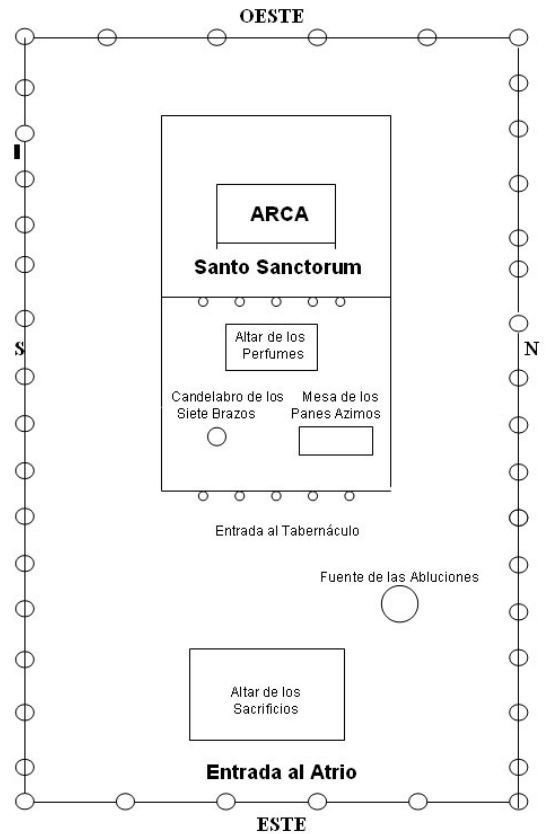 OESTE
ARCA
Santo Sanctorum
Altar de los
Perfumes
S
N
Candelabro de los
Siete Brazos
Mesa de los
Panes Azimos
Entrada al Tabernáculo
Fuente de las Abluciones
Altar de los
Sacrificios
Entrada al Atrio
ESTE